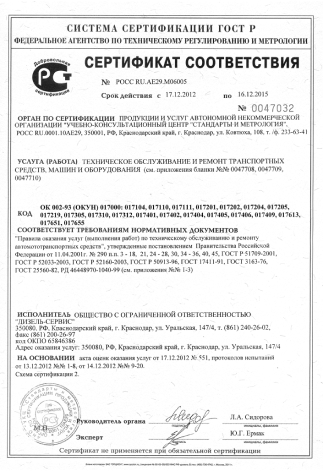 СИСТЕМА СЕРТИФИКАЦИИ ГОСТ Р
ФЕДЕРАЛЬНОЕ АГЕНТСТВО ПО ТЕХНИЧЕСКОМУ РЕГУЛИРОВАНИЮ И МЕТРОЛОГИИ
Добровольная
сертификация
СЕРТИФИКАТ СООТВЕТСТВИЯ
№ РОСС RU.AE29.M06005
Срок действия с 17.12.2012 по 16.12.2015
№ 0047032
ОРГАН ПО СЕРТИФИКАЦИИ ПРОДУКЦИИ И УСЛУГ АВТОНОМНОЙ НЕКОММЕРЧЕСКОЙ
ОРГАНИЗАЦИИ "УЧЕБНО-КОНСУЛЬТАЦИОННЫЙ ЦЕНТР "СТАНДАРТЫ И МЕТРОЛОГИЯ",
РОСС RU.0001.10АЕ29, 350001, РФ, Краснодарский край, г. Краснодар, ул. Ковтюха, 108, т. /ф. 233-63-41
УСЛУГА (РАБОТА) ТЕХНИЧЕСКОЕ ОБСЛУЖИВАНИЕ И РЕМОНТ ТРАНСПОРТНЫХ
СРЕДСТВ, МАШИН И ОБОРУДОВАНИЯ (см. приложения бланки №№ 0047708, 0047709,
0047710)
КОД ОК 002-93 (ОКУН) 017000: 017104, 017110, 017111, 017201, 017202, 017204, 017205,
017219, 017305, 017310, 017312, 017401, 017402, 017404, 017405, 017406, 017409, 017613,
017651, 017655
СООТВЕТСТВУЕТ ТРЕБОВАНИЯМ НОРМАТИВНЫХ ДОКУМЕНТОВ
"Правила оказания услуг (выполнения работ) по техническому обслуживанию и ремонту
автомототранспортных средств", утвержденные постановлением Правительства Российской
Федерации от 11.04.2001г. № 290 п.п. 3 - 18, 21, 24 - 28, 30, 34 - 36, 40, 45, ГОСТ Р 51709-2001,
ГОСТ Р 52033-2003, ГОСТ Р 52160-2003, ГОСТ Р 50913-96, ГОСТ 17411-91, ГОСТ 3163-76,
ГОСТ 25560-82, РД 46448970-1040-99 (см. приложения №№ 1-3)
ИСПОЛНИТЕЛЬ ОБЩЕСТВО С ОГРАНИЧЕННОЙ ОТВЕТСТВЕННОСТЬЮ
"ДИЗЕЛЬ-СЕРВИС"
350080, РФ, Краснодарский край, г. Краснодар, ул. Уральская, 147/4, т. (861) 240-26-02,
факс (861) 200-26-97
код ОКПО 65846386
Адрес оказания услуг: 350080, РФ, Краснодарский край, г. Краснодар, ул. Уральская, 147/4
НА ОСНОВАНИИ акта оценк оказания услуг от 17.12.2012 № 551, протоколов испытаний
от 13.12.2012 №№ 1-8, от 14.12.2012 №№ 9-20.
Схема сертификации 2.
Руководитель органа
Л.А. Сидорова
М.П.
Эксперт
Ю.Г. Ермак
Сертификат не применяется при обязательной сертификации